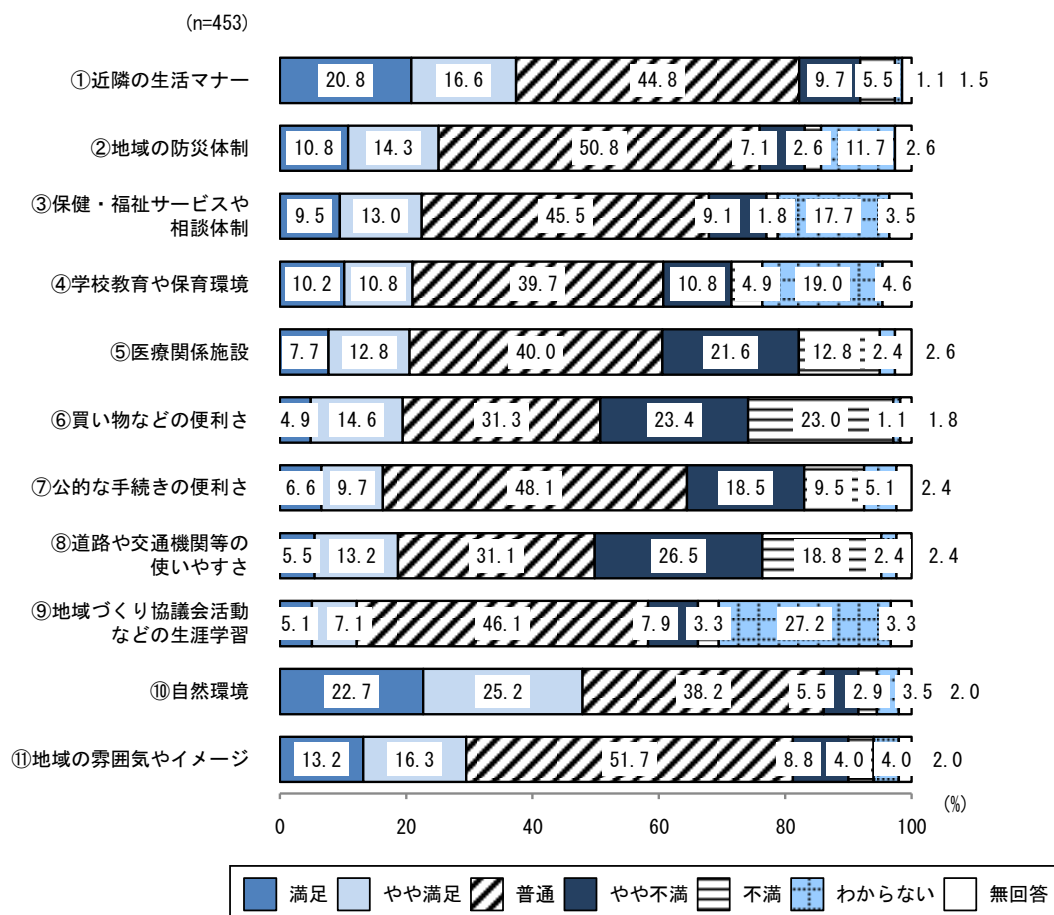 (n=453)
①近隣の生活マナー 20.8 16.6 44.8 9.7 5.5 1.1 1.5
②地域の防災体制 10.8 14.3 50.8 7.1 2.6 11.7 2.6
③保健・福祉サービスや
相談体制 9.5 13.0 45.5 9.1 1.8 17.7 3.5
④学校教育や保育環境 10.2 10.8 39.7 10.8 4.9 19.0 4.6
⑤医療関係施設 7.7 12.8 40.0 21.6 12.8 2.4 2.6
⑥買い物などの便利さ 4.9 14.6 31.3 23.4 23.0 1.1 1.8
⑦公的な手続きの便利さ 6.6 9.7 48.1 18.5 9.5 5.1 2.4
⑧道路や交通機関等の
使いやすさ 5.5 13.2 31.1 26.5 18.8 2.4 2.4
⑨地域づくり協議会活動
などの生涯学習 5.1 7.1 46.1 7.9 3.3 27.2 3.3
⑩自然環境 22.7 25.2 38.2 5.5 2.9 3.5 2.0
⑪地域の雰囲気やイメージ 13.2 16.3 51.7 8.8 4.0 4.0 2.0
(%)
0 20 40 60 80 100
満足 やや満足 普通 やや不満 不満 わからない 無回答